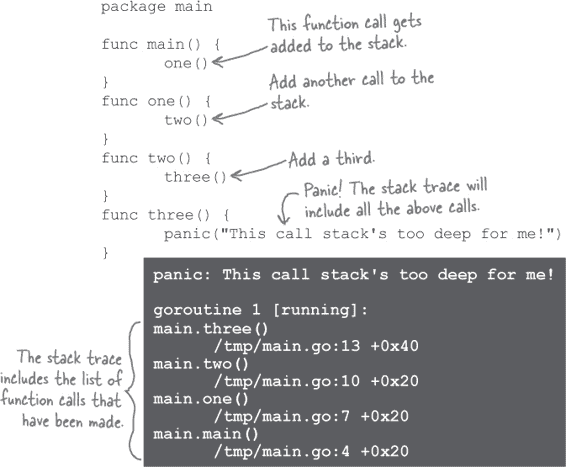 package main
This function call gets
added to the stack.
func main() {
one()
}
Add another call to the
stack.
func one() {
two()
}
func two() {
Add a third.
three()
}
Panic! The stack trace will
include all the above calls.
func three() {
panic("This call stack's too deep for me!")
}
panic: This call stack's too deep for me!
goroutine 1 [running]:
main.three()
/tmp/main.go:13 +0x40
main.two()
/tmp/main.go:10 +0x20
main.one()
/tmp/main.go:7 +0x20
main.main()
/tmp/main.go:4 +0x20
The stack trace
includes the list of
function calls that
have been made.